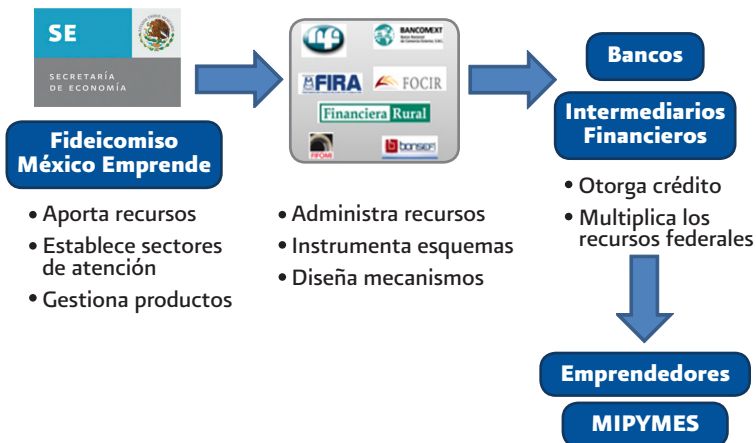 SE
SECRETARÍA
DE ECONOMÍA
Fideicomiso
México Emprende
• Aporta recursos
• Establece sectores
de atención
• Gestiona productos
nf
BANCOMEXT
FIRA
FOCIR
Financiera Rural
FIFOMI
bansefi
• Administra recursos
• Instrumenta esquemas
• Diseña mecanismos
Bancos
Intermediarios
Financieros
• Otorga crédito
• Multiplica los
recursos federales
Emprendedores
MIPYMES